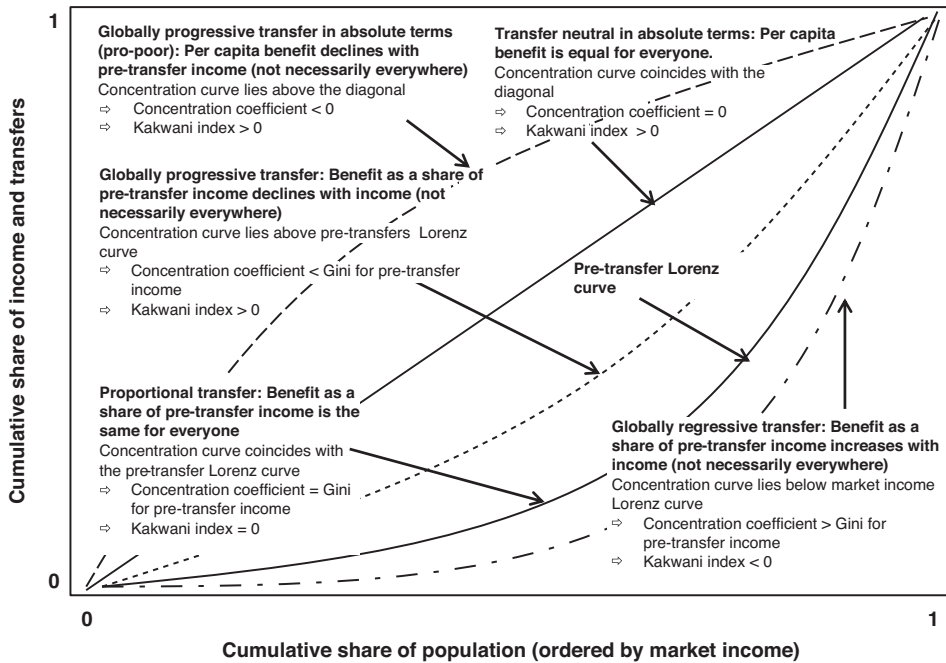 1
Globally progressive transfer in absolute terms
(pro-poor): Per capita benefit declines with
pre-transfer income (not necessarily everywhere)
Concentration curve lies above the diagonal
⇨ Concentration coefficient < 0
⇨ Kakwani index > 0
Transfer neutral in absolute terms: Per capita
benefit is equal for everyone.
Concentration curve coincides with the
diagonal
⇨ Concentration coefficient = 0
⇨ Kakwani index > 0
Globally progressive transfer: Benefit as a share of
pre-transfer income declines with income (not
necessarily everywhere)
Concentration curve lies above pre-transfers Lorenz
curve
⇨ Concentration coefficient < Gini for pre-transfer
income
⇨ Kakwani index > 0
Pre-transfer Lorenz
curve
Proportional transfer: Benefit as a
share of pre-transfer income is the
same for everyone
Concentration curve coincides with
the pre-transfer Lorenz curve
⇨ Concentration coefficient = Gini
for pre-transfer income
⇨ Kakwani index = 0
Globally regressive transfer: Benefit as a
share of pre-transfer income increases with
income (not necessarily everywhere)
Concentration curve lies below market income
Lorenz curve
⇨ Concentration coefficient > Gini for
pre-transfer income
⇨ Kakwani index < 0
Cumulative share of income and transfers
0
0
1
Cumulative share of population (ordered by market income)